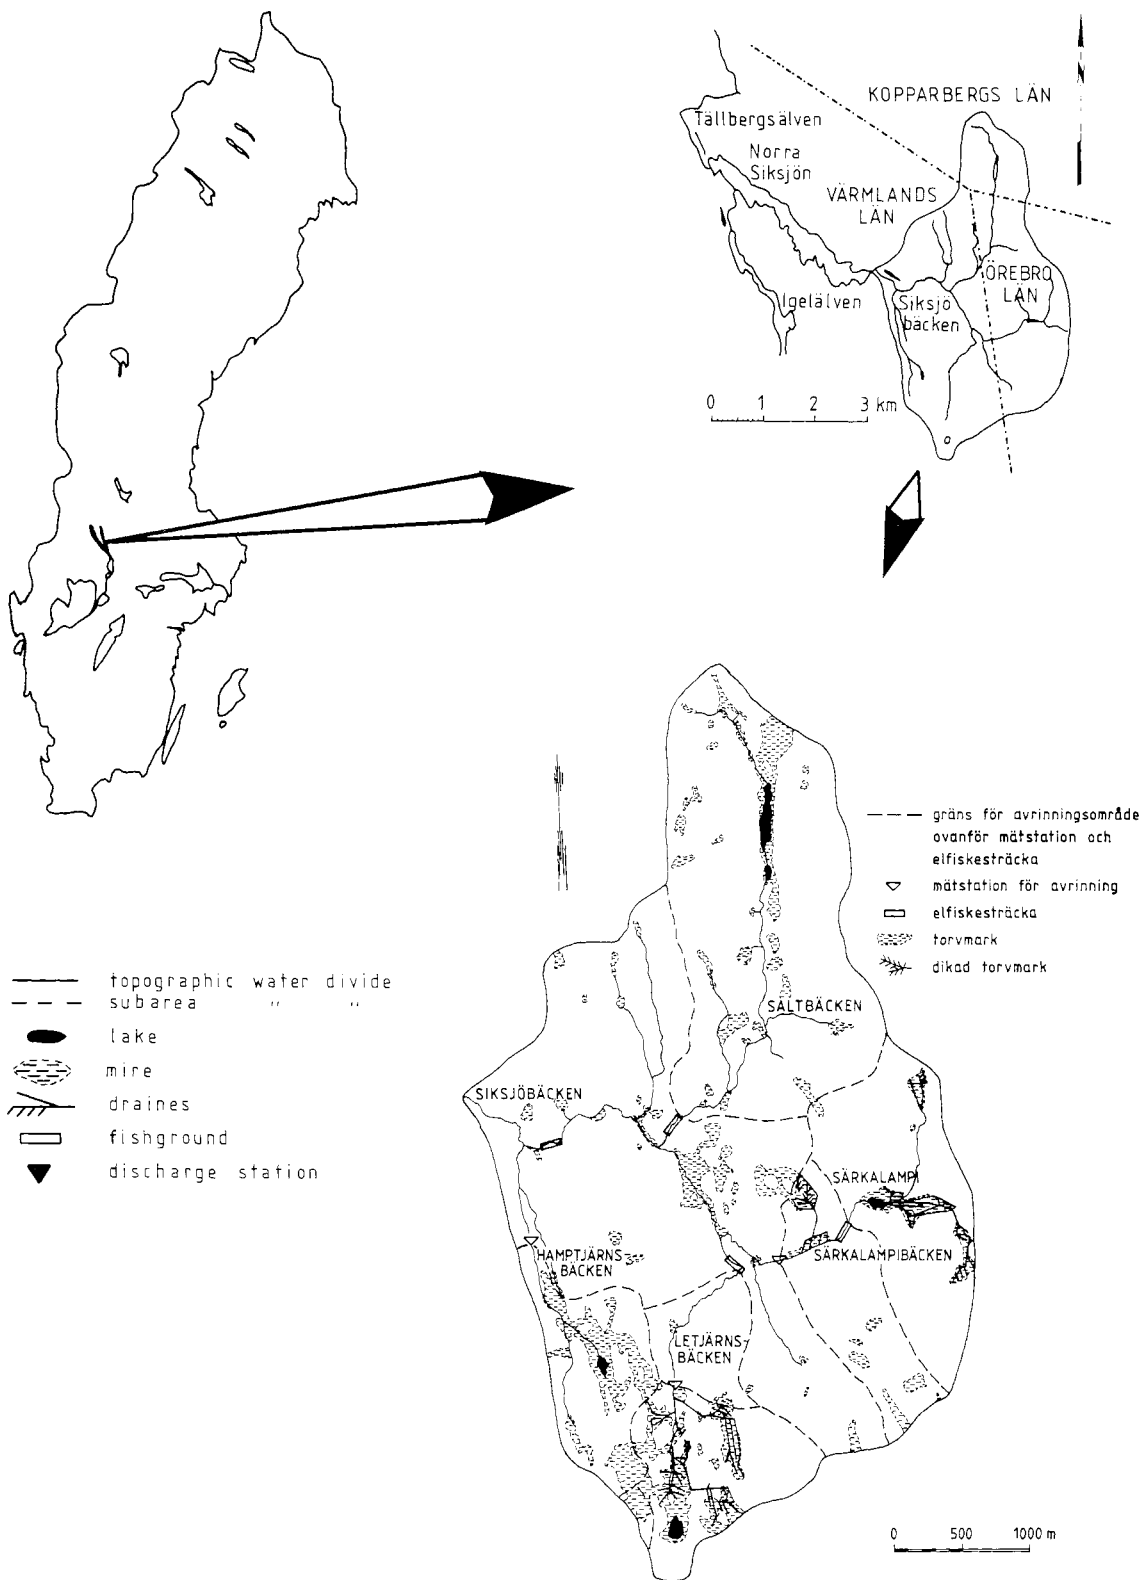 KOPPARBERGS LÄN
Tällbergsälven
Norra
Siksjön
VÄRMLANDS
LÄN
ÖREBRO
LÄN
Igelälven
Siksjö
bäcken
0 1 2 3 km
N
gräns för avrinningsområde
ovanför mätstation och
elfiskesträcka
mätstation för avrinning
elfiskesträcka
torvmark
dikad torvmark
topographic water divide
subarea " "
lake
mire
draines
fishground
discharge station
SÄLTBÄCKEN
SIKSJÖBÄCKEN
SÄRKALAMPI
HAMPTJÄRNS-
BÄCKEN
SÄRKALAMPIBÄCKEN
LETJÄRNS-
BÄCKEN
0 500 1000 m